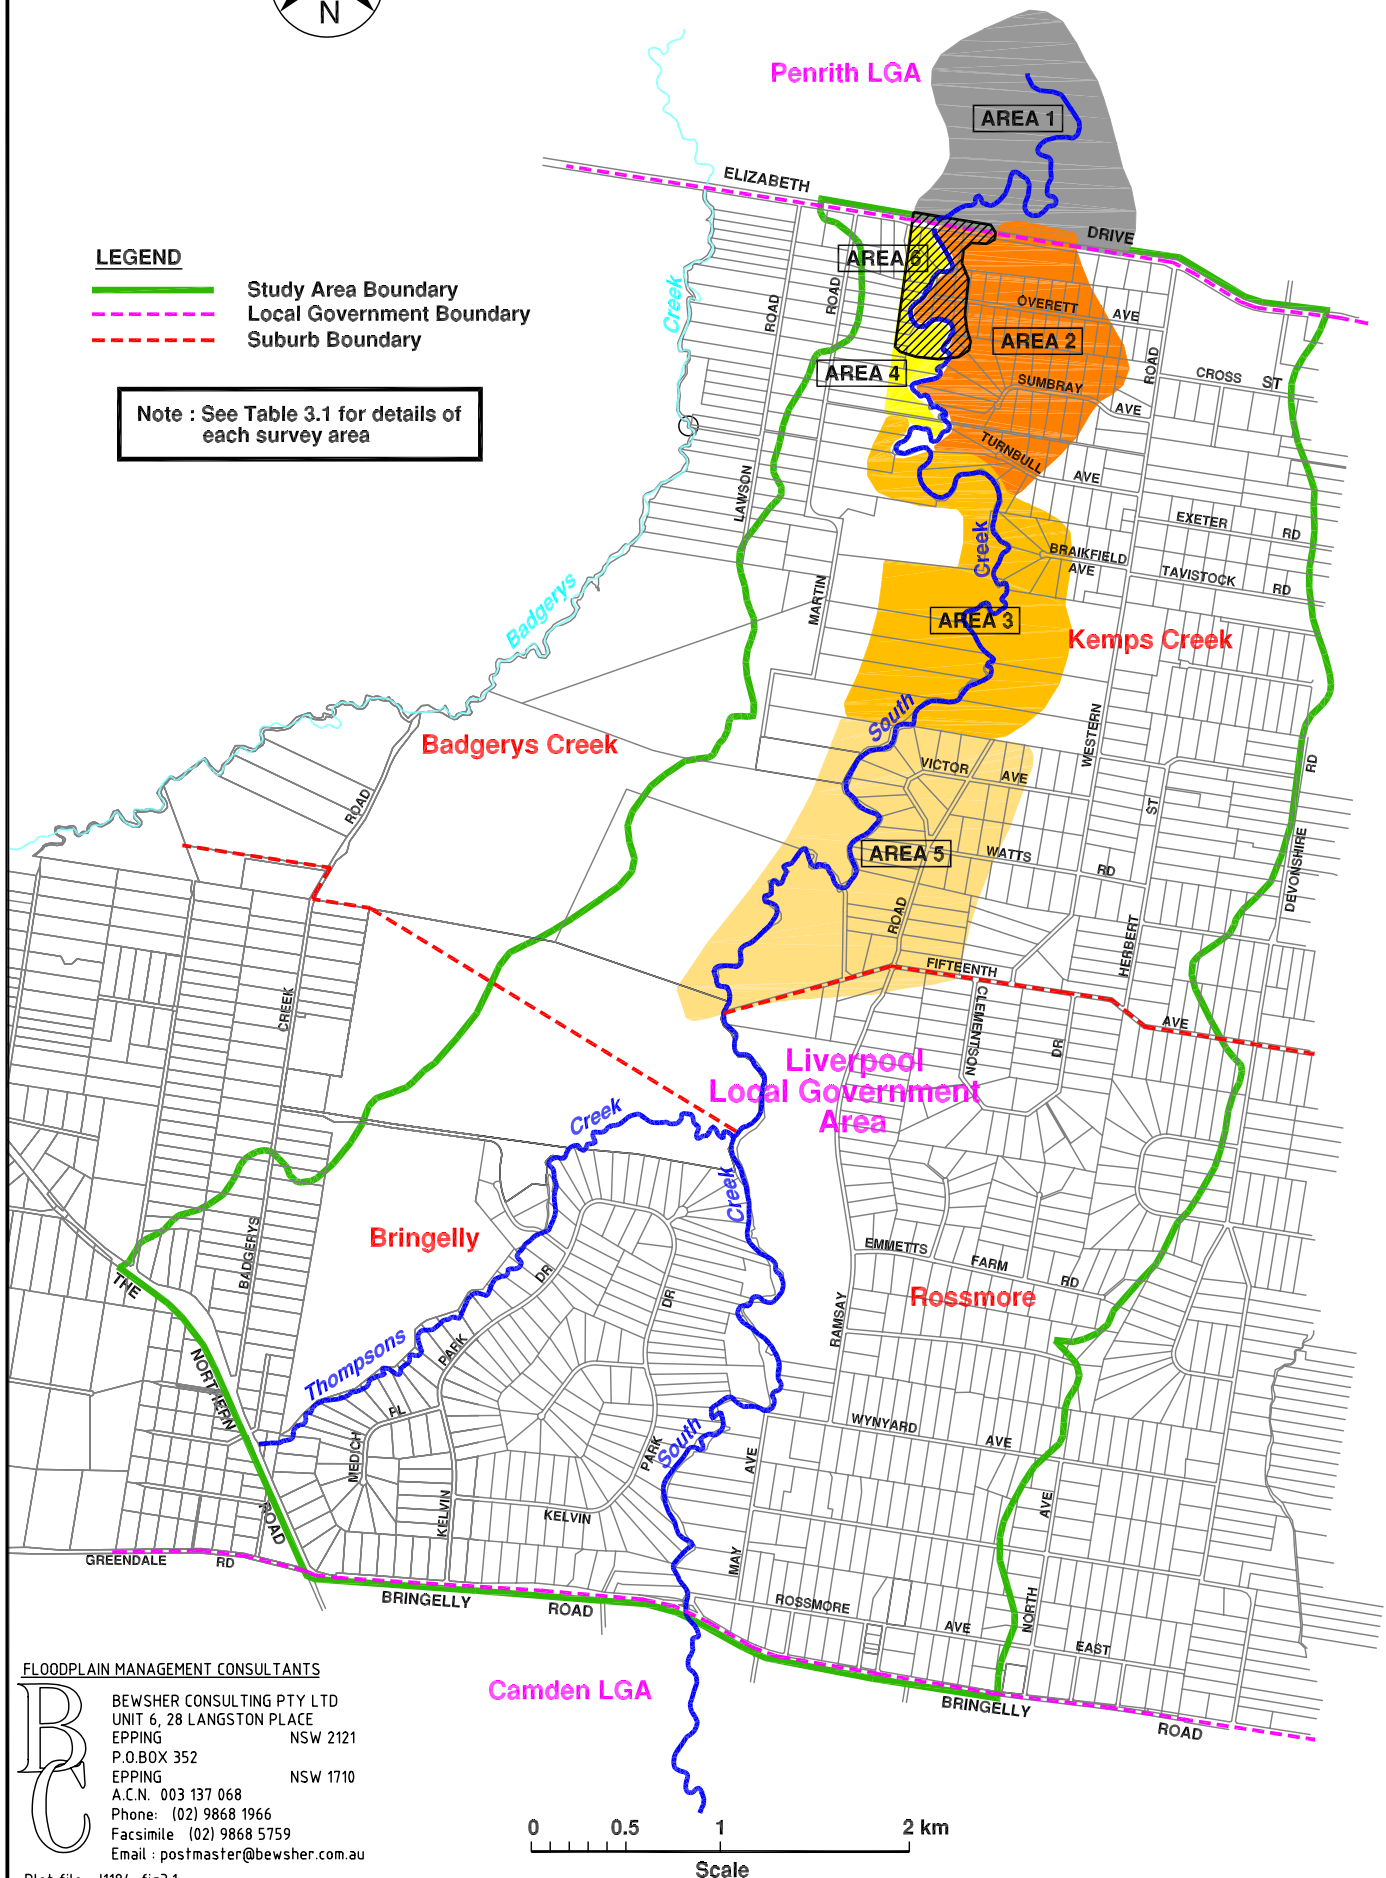 N
Penrith LGA
AREA 1
ELIZABETH
DRIVE
LEGEND
Study Area Boundary
Local Government Boundary
Suburb Boundary
Note : See Table 3.1 for details of
each survey area
Creek
ROAD
ROAD
AREA 6
OVERETT
AVE
AREA 2
ROAD
AREA 4
SUMBRAY
AVE
CROSS ST
TURNBULL
AVE
LAWSON
EXETER
RD
Creek
BRAIKFIELD
AVE
TAVISTOCK
RD
Badgerys
MARTIN
AREA 3
Kemps Creek
South
Badgerys Creek
WESTERN
VICTOR
AVE
RD
ROAD
ST
AREA 5
WATTS
RD
DEVONSHIRE
ROAD
HERBERT
FIFTEENTH
AVE
CREEK
CLEMENTSON
DR
Liverpool
Local Government
Area
Creek
Creek
Bringelly
BADGERYS
EMMETTS
FARM
RD
THE
DR
DR
Rossmore
RAMSAY
Thompsons
PARK
NORTHERN
PL
WYNYARD
AVE
MEDICH
South
PARK
AVE
KELVIN
KELVIN
AVE
ROAD
GREENDALE
RD
MAY
BRINGELLY
ROAD
ROSSMORE
AVE
NORTH
EAST
Camden LGA
BRINGELLY
ROAD
FLOODPLAIN MANAGEMENT CONSULTANTS
BC
BEWSHER CONSULTING PTY LTD
UNIT 6, 28 LANGSTON PLACE
EPPING NSW 2121
P.O.BOX 352
EPPING NSW 1710
A.C.N. 003 137 068
Phone: (02) 9868 1966
Facsimile (02) 9868 5759
Email : postmaster@bewsher.com.au
0 0.5 1 2 km
Scale